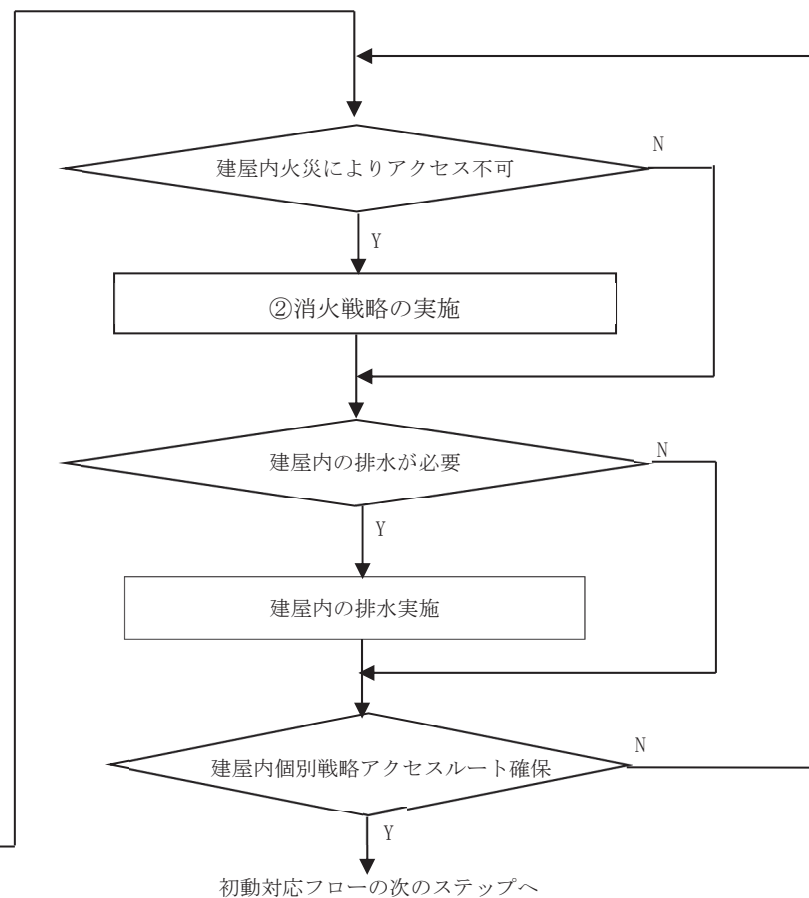 建屋内火災によりアクセス不可
N
Y
②消火戦略の実施
建屋内の排水が必要
N
Y
建屋内の排水実施
建屋内個別戦略アクセスルート確保
N
Y
初動対応フローの次のステップへ